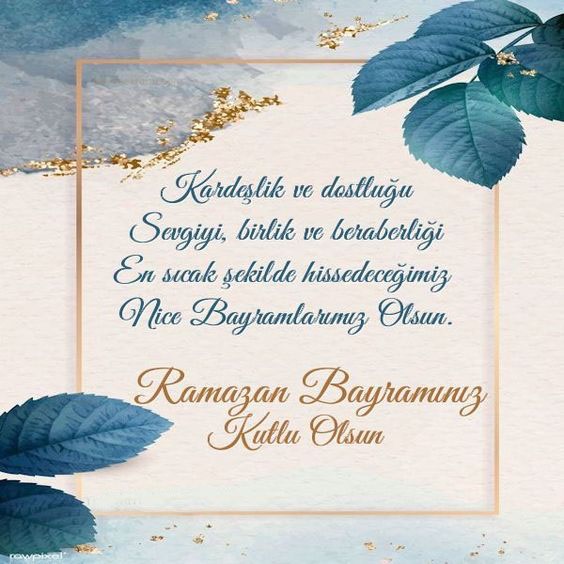 Kardeşlik ve dostluğu
Sevgiyi, birlik ve beraberliği
En sıcak şekilde hissedeceğimiz
Nice Bayramlarımız Olsun.
Ramazan Bayramınız
Kutlu Olsun
rawpixel